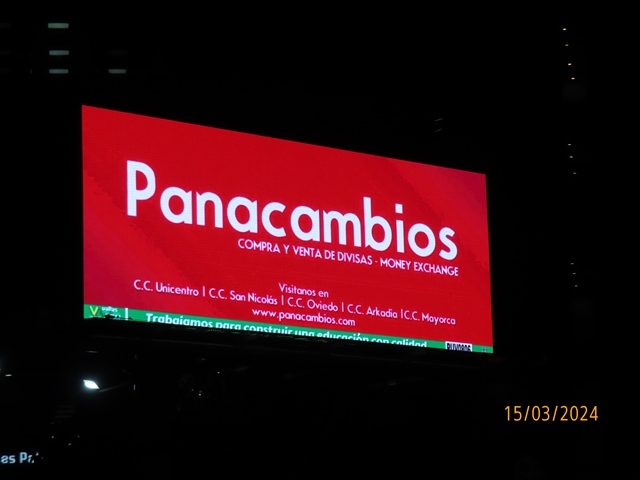 Panacambios
COMPRA Y VENTA DE DIVISAS - MONEY EXCHANGE
Visitanos en
C.C. Unicentro | C.C. San Nicolás | C.C. Oviedo | C.C. Arkadia | C.C. Mayorca
www.panacambios.com
Trabajamos para construir una educación con calidad
15/03/2024
es Pr